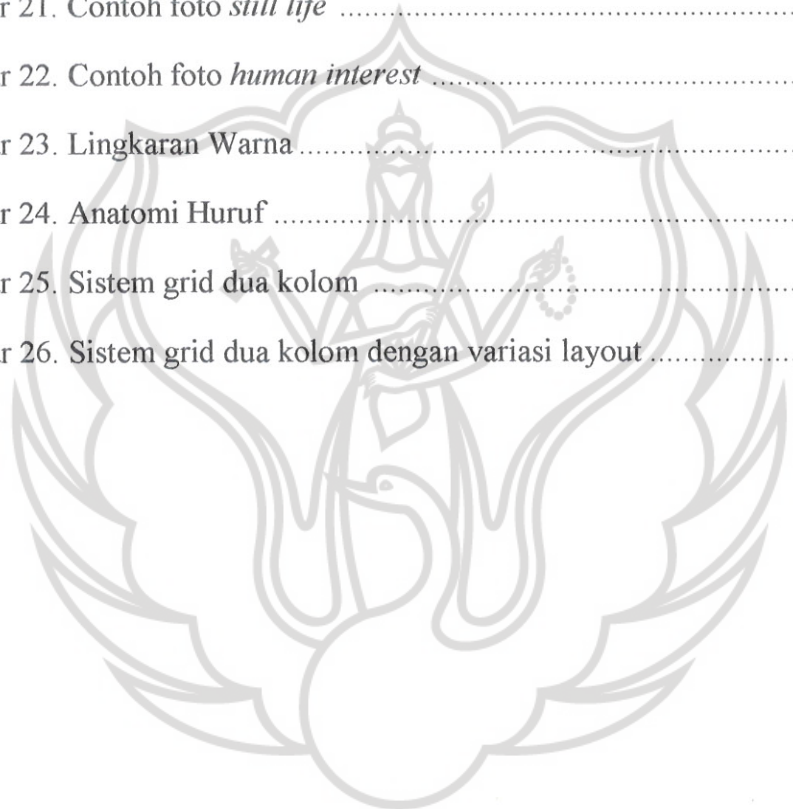 r 21. Contoh foto still life ........................................................
r 22. Contoh foto human interest .............................................
r 23. Lingkaran Warna .............................................................
r 24. Anatomi Huruf ................................................................
r 25. Sistem grid dua kolom ....................................................
r 26. Sistem grid dua kolom dengan variasi layout ..................